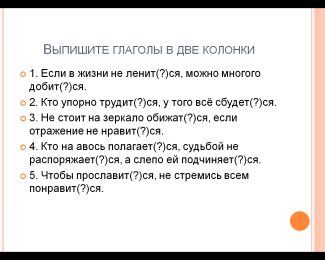 Выпишите глаголы в две колонки
1. Если в жизни не ленит(?)ся, можно многого
добит(?)ся.
2. Кто упорно трудит(?)ся, у того всё сбудет(?)ся.
3. Не стоит на зеркало обижат(?)ся, если
отражение не нравит(?)ся.
4. Кто на авось полагает(?)ся, судьбой не
распоряжает(?)ся, а слепо ей подчиняет(?)ся.
5. Чтобы прославит(?)ся, не стремись всем
понравит(?)ся.